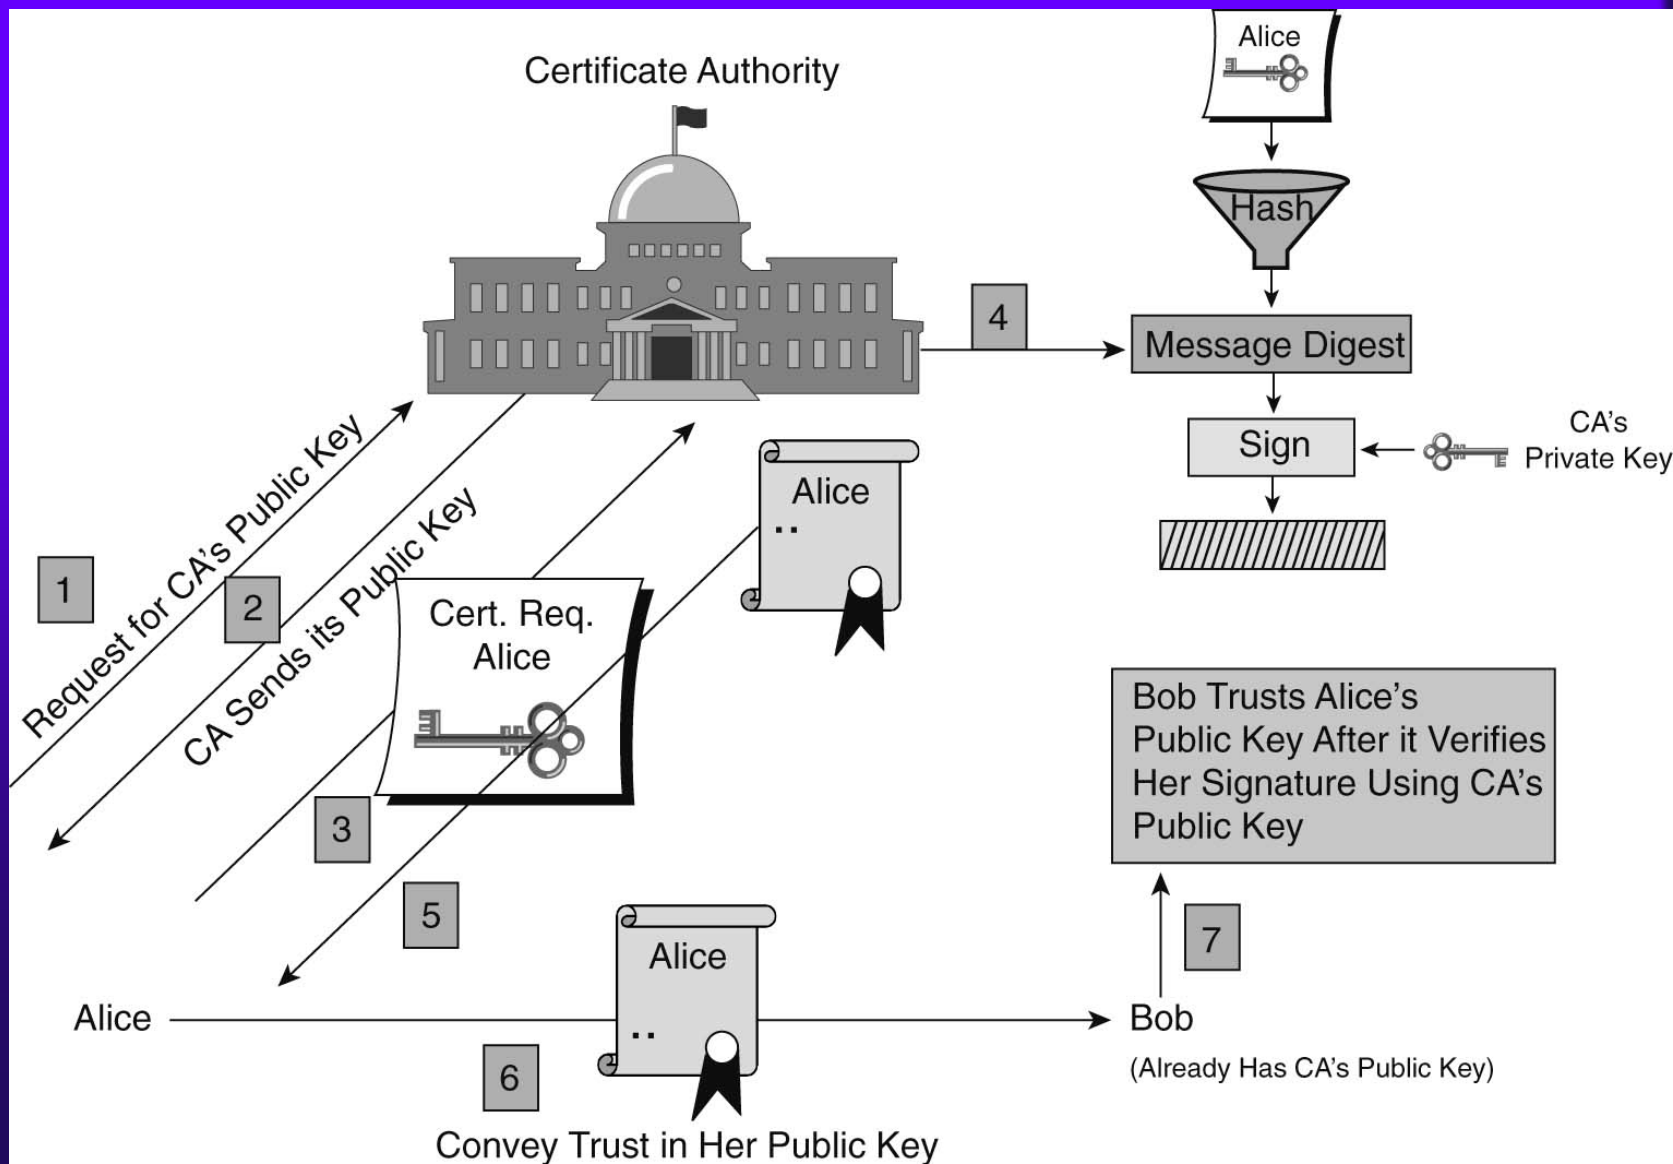 Certificate Authority
Alice
Hash
4
Message Digest
Sign
CA's
Private Key
Request for CA's Public Key
CA Sends its Public Key
1
2
Alice
..
Cert. Req.
Alice
3
5
Bob Trusts Alice's
Public Key After it Verifies
Her Signature Using CA's
Public Key
7
Alice
Alice
..
Bob
(Already Has CA's Public Key)
6
Convey Trust in Her Public Key